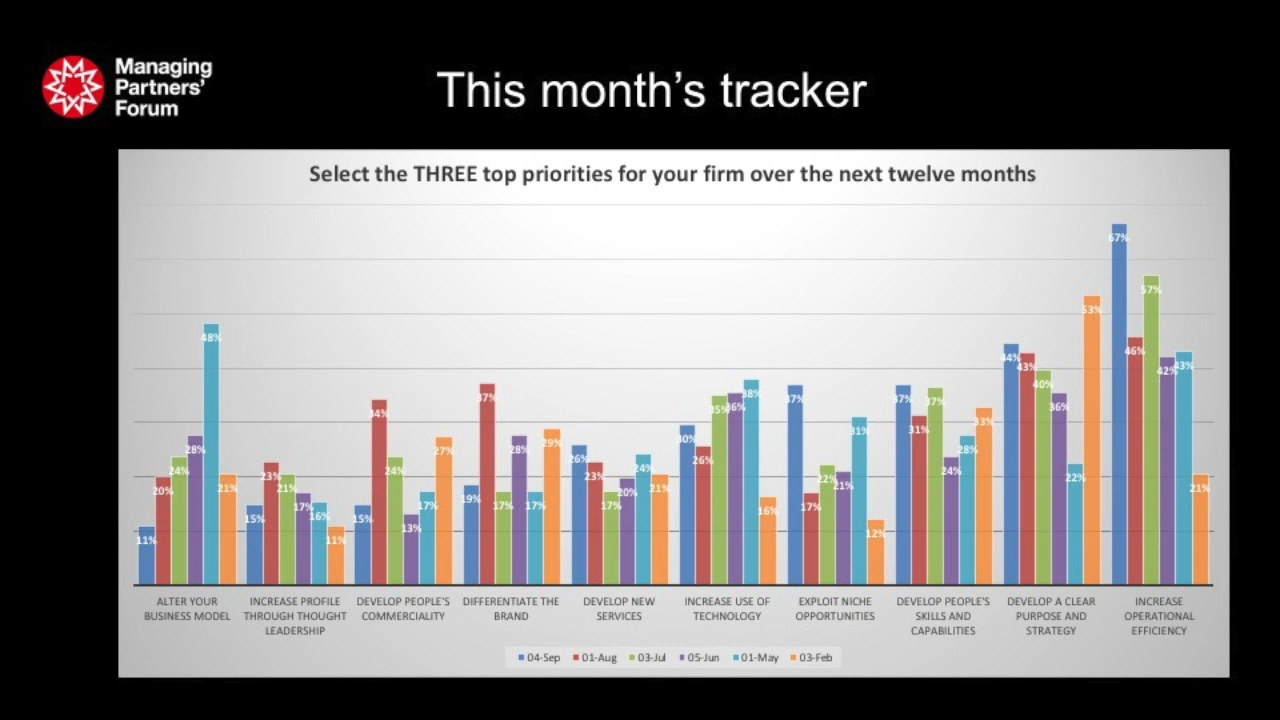 Managing
Partners'
Forum
This month's tracker
Select the THREE top priorities for your firm over the next twelve months
11%
20%
24%
28%
48%
21%
15%
23%
21%
17%
16%
11%
15%
34%
24%
13%
17%
27%
19%
37%
17%
28%
17%
29%
26%
23%
17%
20%
24%
21%
30%
26%
35%
36%
38%
16%
37%
17%
22%
21%
31%
12%
37%
31%
37%
24%
28%
33%
44%
43%
40%
36%
22%
53%
67%
46%
57%
42%
43%
21%
ALTER YOUR
BUSINESS MODEL
INCREASE PROFILE
THROUGH THOUGHT
LEADERSHIP
DEVELOP PEOPLE'S
COMMERCIALITY
DIFFERENTIATE THE
BRAND
DEVELOP NEW
SERVICES
INCREASE USE OF
TECHNOLOGY
EXPLOIT NICHE
OPPORTUNITIES
DEVELOP PEOPLE'S
SKILLS AND
CAPABILITIES
DEVELOP A CLEAR
PURPOSE AND
STRATEGY
INCREASE
OPERATIONAL
EFFICIENCY
04-Sep 01-Aug 03-Jul 05-Jun 01-May 03-Feb